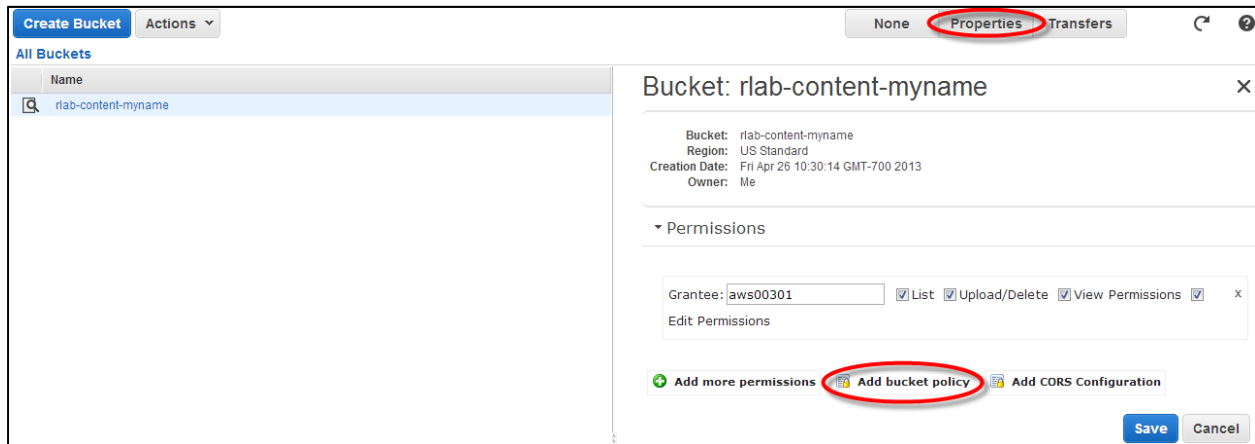 Create Bucket Actions None Properties Transfers
All Buckets
Name
rlab-content-myname
Bucket: rlab-content-myname
Bucket: rlab-content-myname
Region: US Standard
Creation Date: Fri Apr 26 10:30:14 GMT-700 2013
Owner: Me
Permissions
Grantee: aws00301 List Upload/Delete View Permissions x
Edit Permissions
Add more permissions Add bucket policy Add CORS Configuration
Save Cancel